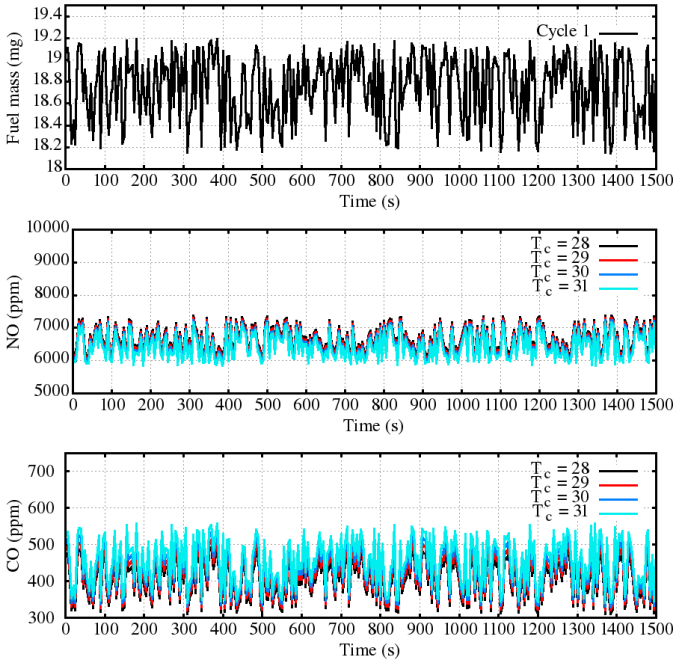 19.4
19.2
19
18.8
18.6
18.4
18.2
18
Fuel mass (mg)
Cycle 1
0 100 200 300 400 500 600 700 800 900 1000 1100 1200 1300 1400 1500
Time (s)
10000
9000
8000
7000
6000
5000
NO (ppm)
T_c = 28
T_c = 29
T_c = 30
T_c = 31
0 100 200 300 400 500 600 700 800 900 1000 1100 1200 1300 1400 1500
Time (s)
700
600
500
400
300
CO (ppm)
T_c = 28
T_c = 29
T_c = 30
T_c = 31
0 100 200 300 400 500 600 700 800 900 1000 1100 1200 1300 1400 1500
Time (s)